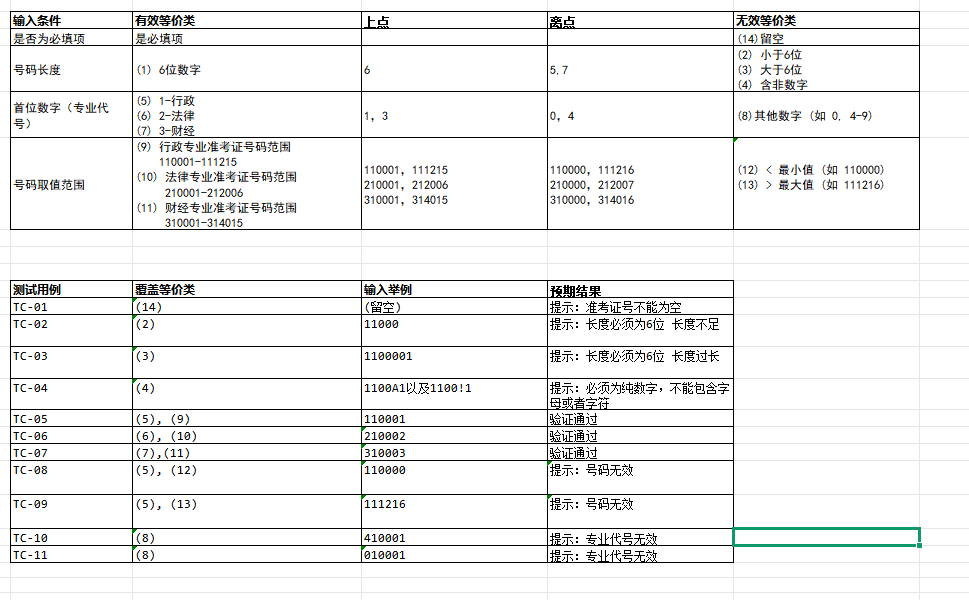 输入条件 有效等价类 上点 离点 无效等价类
是否为必填项 是必填项 (14)留空
号码长度 (1) 6位数字 6 5,7 (2) 小于6位
(3) 大于6位
(4) 含非数字
首位数字（专业代号） (5) 1-行政
(6) 2-法律
(7) 3-财经 1, 3 0, 4 (8)其他数字 (如 0, 4-9)
号码取值范围 (9) 行政专业准考证号码范围
110001-111215
(10) 法律专业准考证号码范围
210001-212006
(11) 财经专业准考证号码范围
310001-314015
110001, 111215 110000, 111216 (12) < 最小值 (如 110000)
210001, 212006 210000, 212007 (13) > 最大值 (如 111216)
310001, 314015 310000, 314016
测试用例 覆盖等价类 输入举例 预期结果
TC-01 (14) (留空) 提示: 准考证号不能为空
TC-02 (2) 11000 提示: 长度必须为6位 长度不足
TC-03 (3) 1100001 提示: 长度必须为6位 长度过长
TC-04 (4) 1100A1以及1100!1 提示: 必须为纯数字，不能包含字
母或者字符
TC-05 (5), (9) 110001 验证通过
TC-06 (6), (10) 210002 验证通过
TC-07 (7),(11) 310003 验证通过
TC-08 (5), (12) 110000 提示: 号码无效
TC-09 (5), (13) 111216 提示: 号码无效
TC-10 (8) 410001 提示: 专业代号无效
TC-11 (8) 010001 提示: 专业代号无效